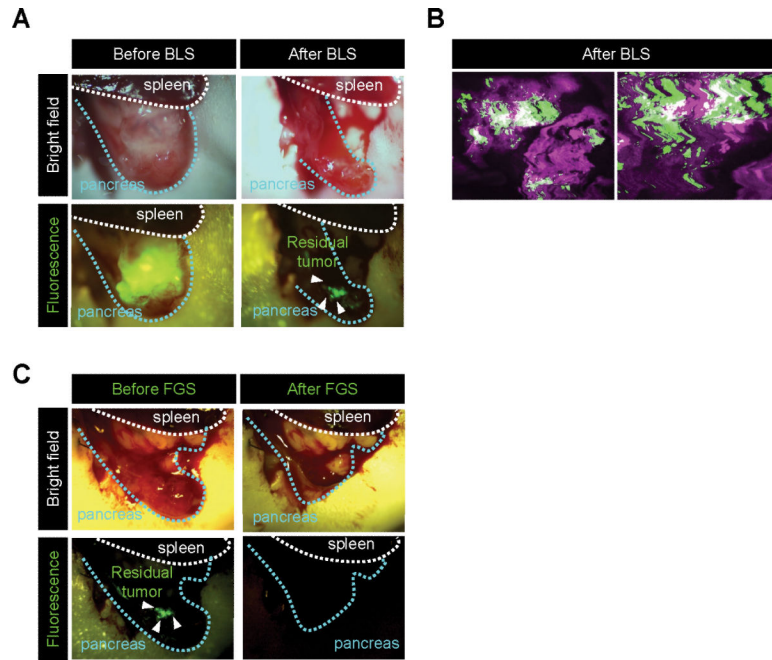 A
Before BLS
After BLS
Bright field
spleen
pancreas
spleen
pancreas
Fluorescence
spleen
pancreas
spleen
Residual
tumor
pancreas
B
After BLS
C
Before FGS
After FGS
Bright field
spleen
pancreas
spleen
pancreas
Fluorescence
spleen
Residual
tumor
pancreas
spleen
pancreas